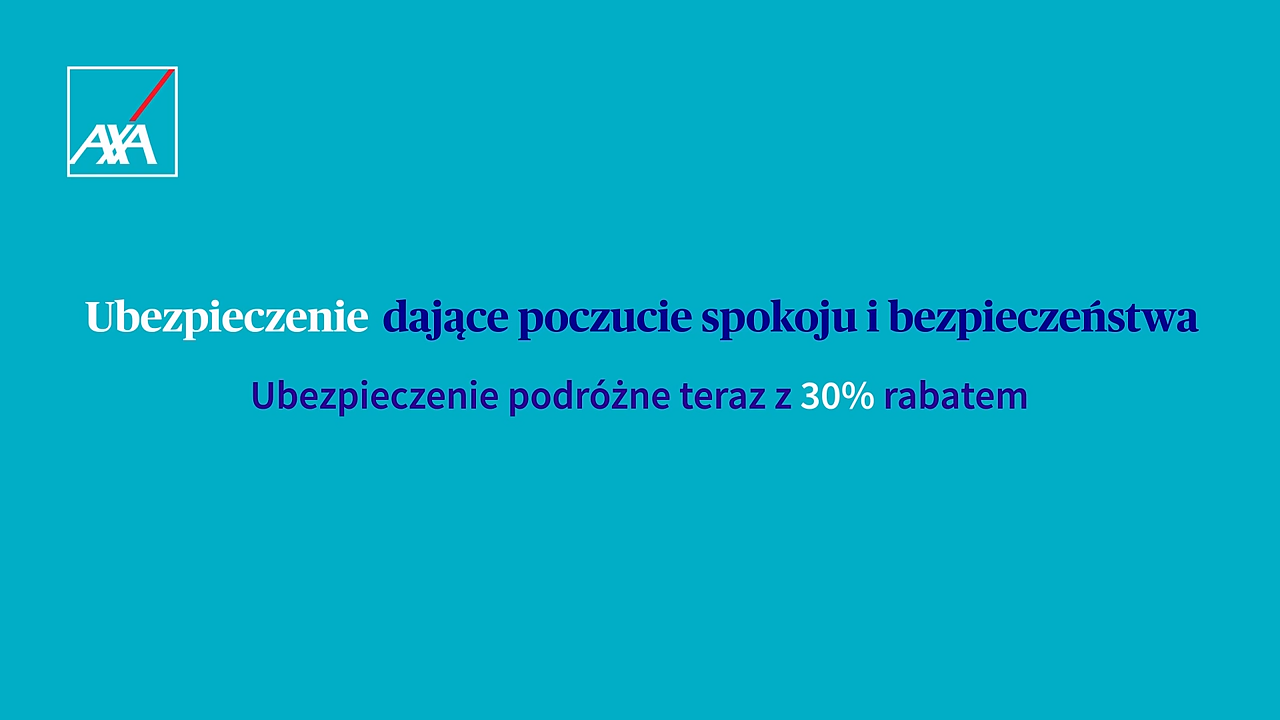 AXA
Ubezpieczenie dające poczucie spokoju i bezpieczeństwa
Ubezpieczenie podróżne teraz z 30% rabatem